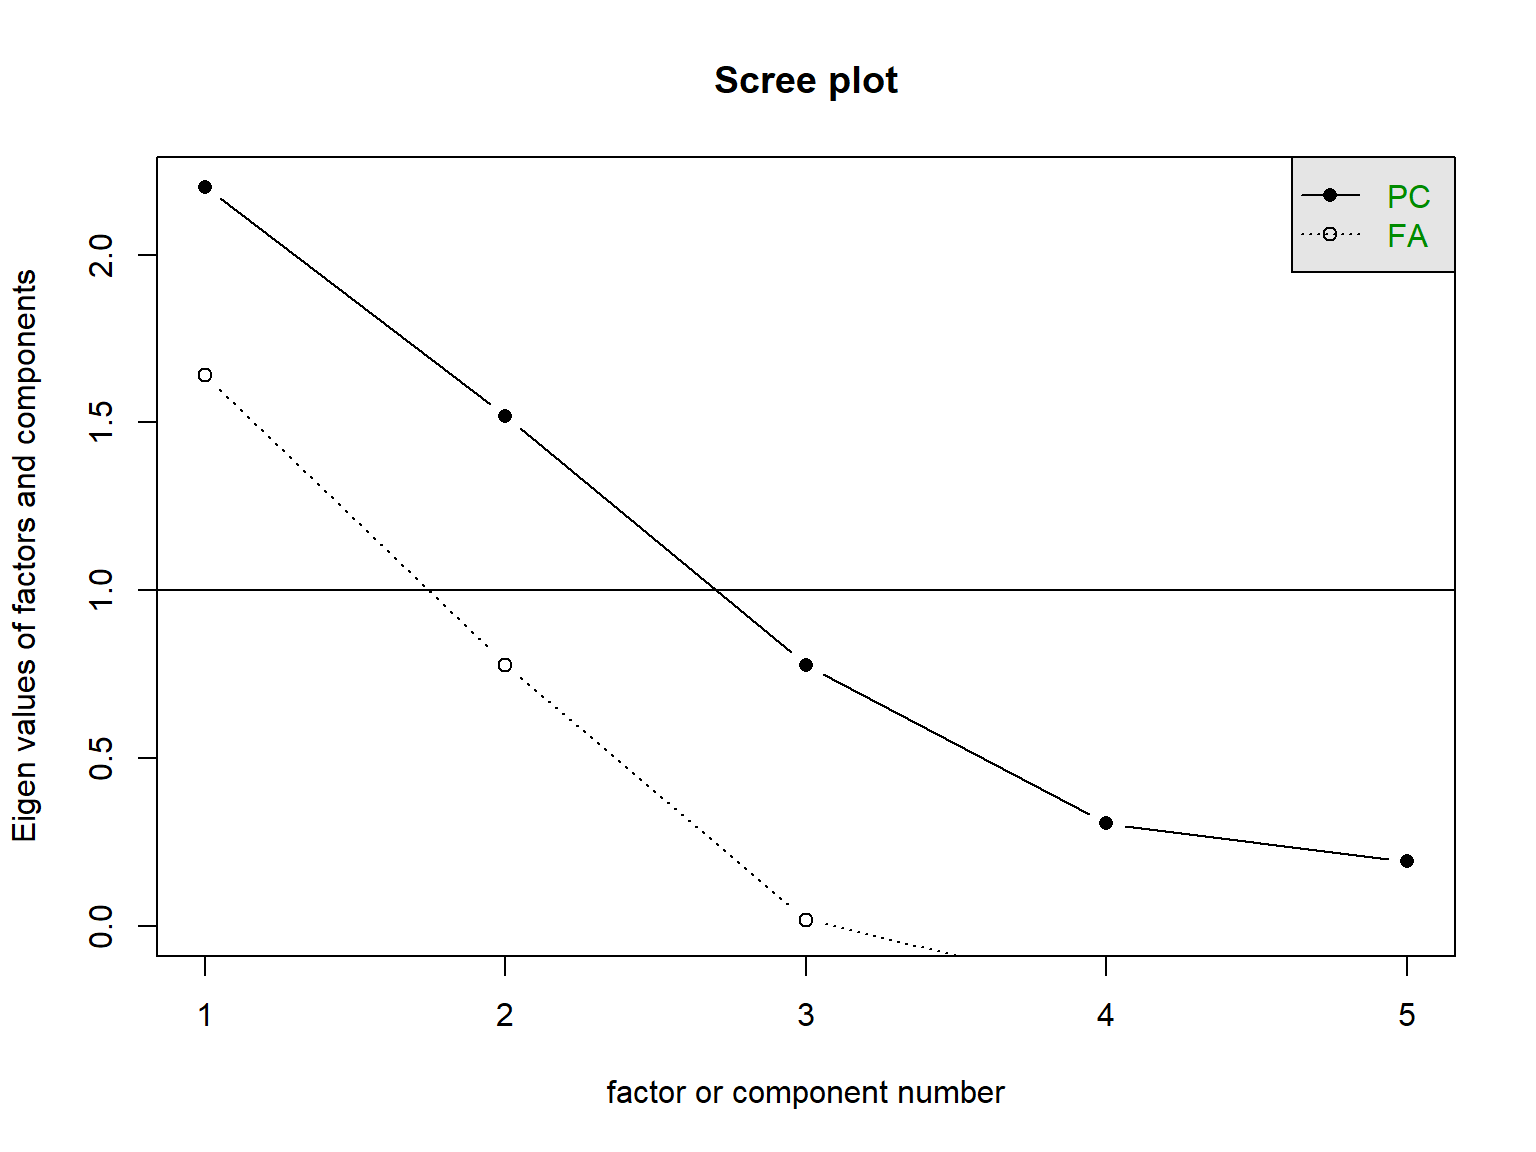 Scree plot
PC
FA
Eigen values of factors and components
2.0
1.5
1.0
0.5
0.0
1 2 3 4 5
factor or component number